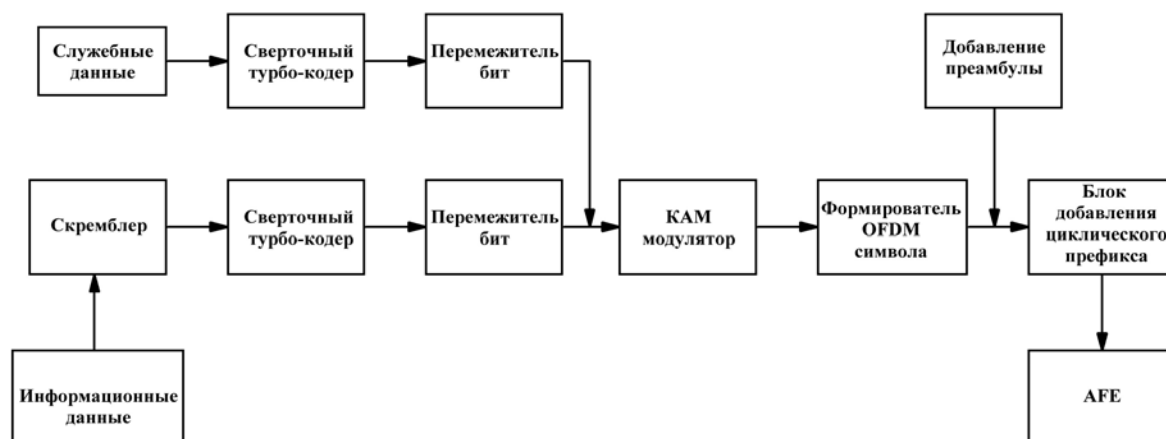 Служебные
данные
Сверточный
турбо-кодер
Перемежитель
бит
Добавление
преамбулы
Скремблер
Сверточный
турбо-кодер
Перемежитель
бит
КАМ
модулятор
Формирователь
OFDM
символа
Блок
добавления
циклического
префикса
Информационные
данные
AFE